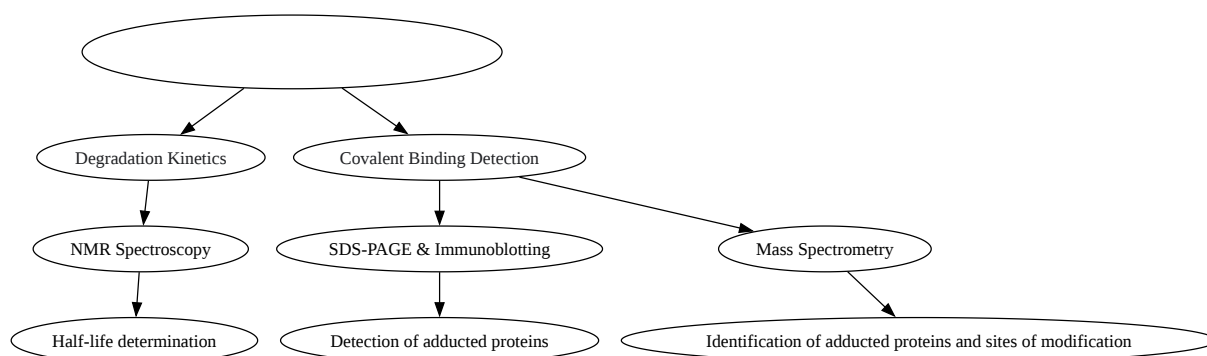 Degradation Kinetics
Covalent Binding Detection
NMR Spectroscopy
SDS-PAGE & Immunoblotting
Mass Spectrometry
Half-life determination
Detection of adducted proteins
Identification of adducted proteins and sites of modification